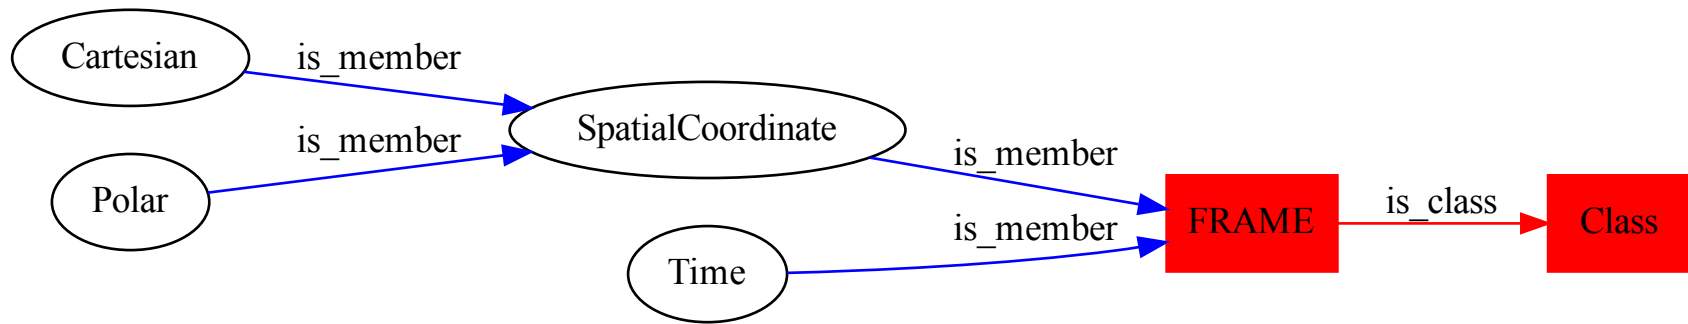 Cartesian
is_member
Polar
is_member
SpatialCoordinate
is_member
Time
is_member
FRAME
is_class
Class